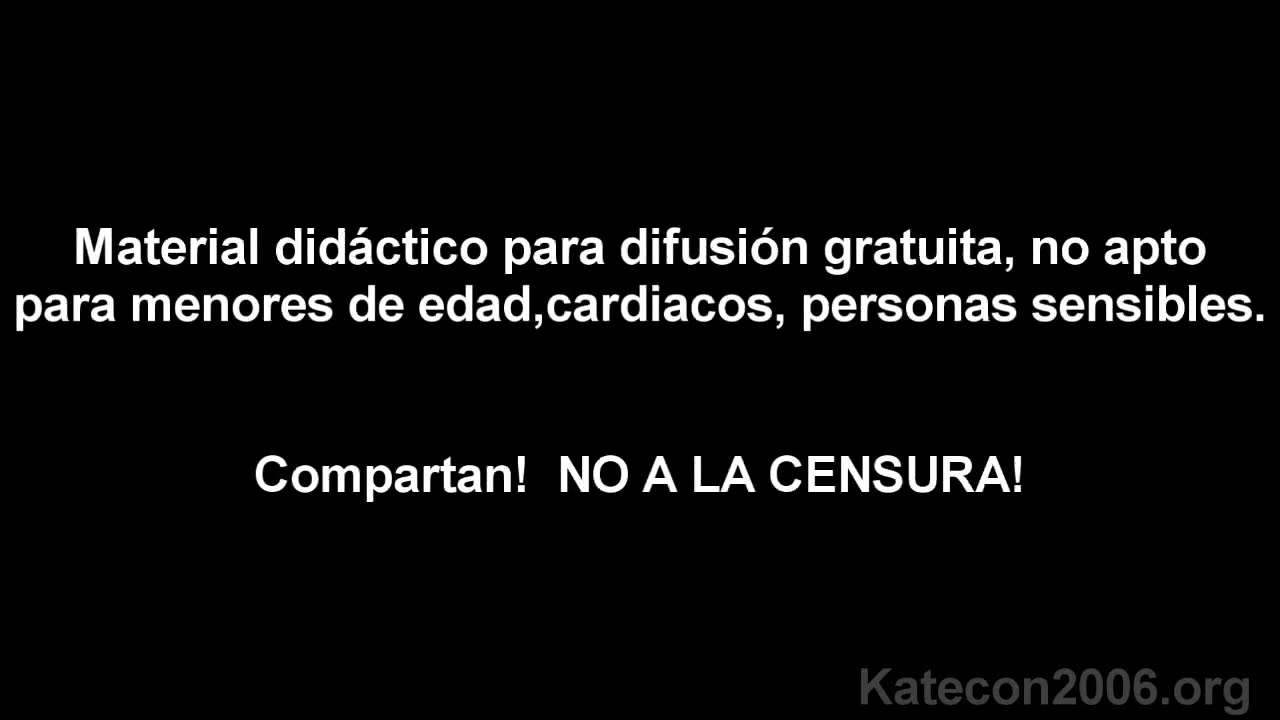 Material didáctico para difusión gratuita, no apto
para menores de edad,cardiacos, personas sensibles.
Compartan!  NO A LA CENSURA!
Katecon2006.org